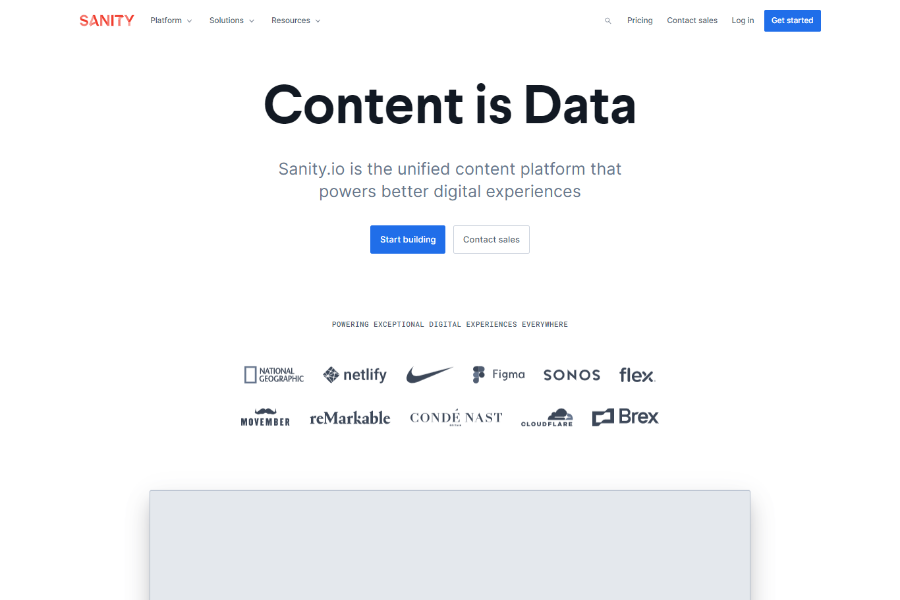 SANITY Platform Solutions Resources Pricing Contact sales Log in Get started
Content is Data
Sanity.io is the unified content platform that
powers better digital experiences
Start building Contact sales
POWERING EXCEPTIONAL DIGITAL EXPERIENCES EVERYWHERE
NATIONAL GEOGRAPHIC netlify Figma SONOS flex
MOVEMBER reMarkable CONDÉ NAST CLOUDFLARE Brex